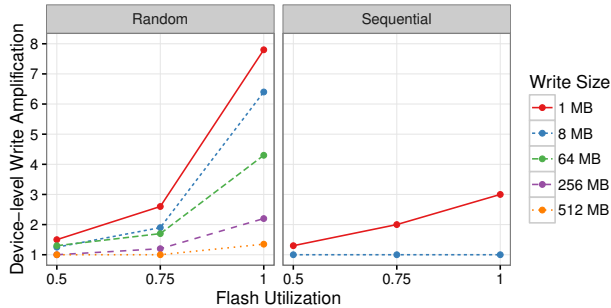 Random
Sequential
Device-level Write Amplification
8
7
6
5
4
3
2
1
0.5
0.75
1
0.5
0.75
1
Flash Utilization
Write Size
1 MB
8 MB
64 MB
256 MB
512 MB